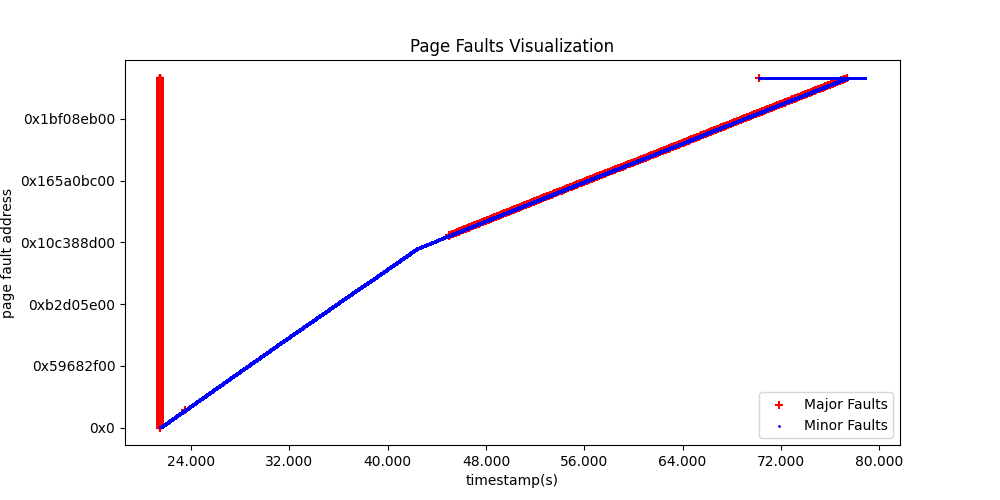 Page Faults Visualization
page fault address
0x1bf08eb00
0x165a0bc00
0x10c388d00
0xb2d05e00
0x59682f00
0x0
Major Faults
Minor Faults
24.000 32.000 40.000 48.000 56.000 64.000 72.000 80.000
timestamp(s)